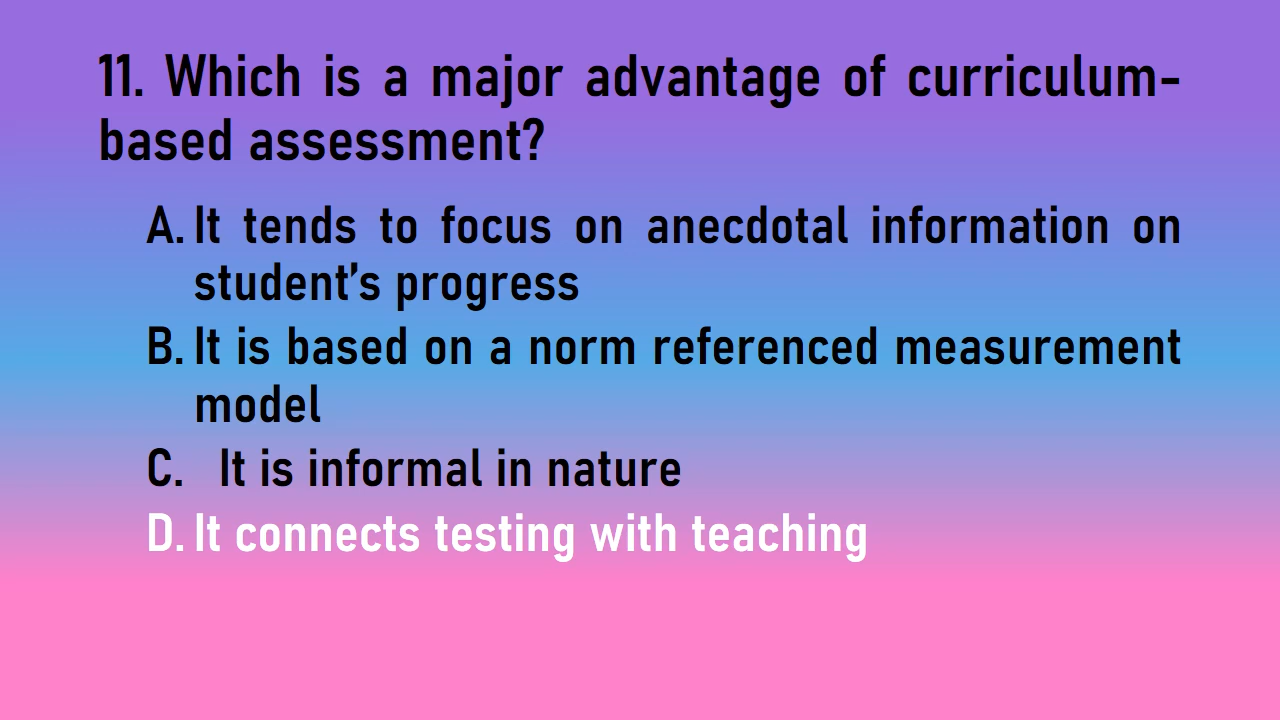 11. Which is a major advantage of curriculum-
based assessment?
A. It tends to focus on anecdotal information on
student’s progress
B. It is based on a norm referenced measurement
model
C. It is informal in nature
D. It connects testing with teaching